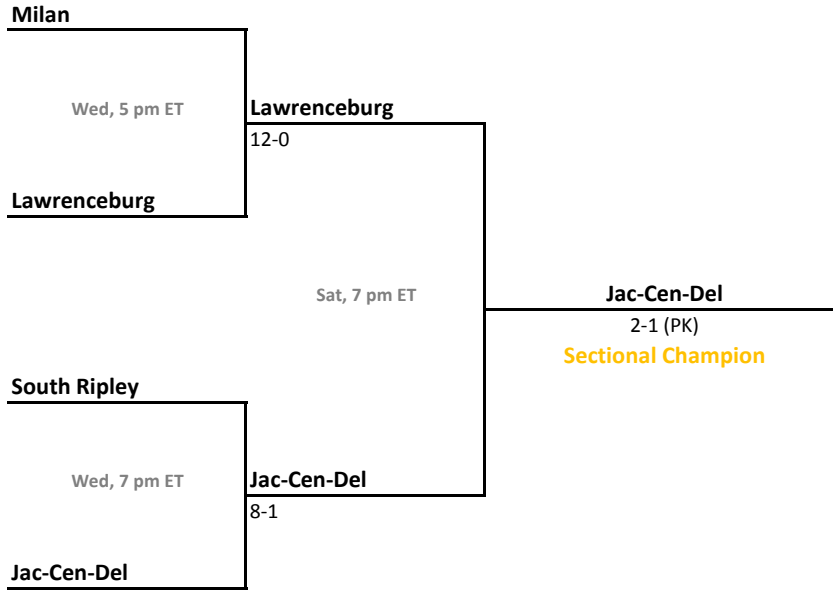 Milan
Wed, 5 pm ET
Lawrenceburg
12-0
Lawrenceburg
Sat, 7 pm ET
Jac-Cen-Del
2-1 (PK)
Sectional Champion
South Ripley
Wed, 7 pm ET
Jac-Cen-Del
8-1
Jac-Cen-Del